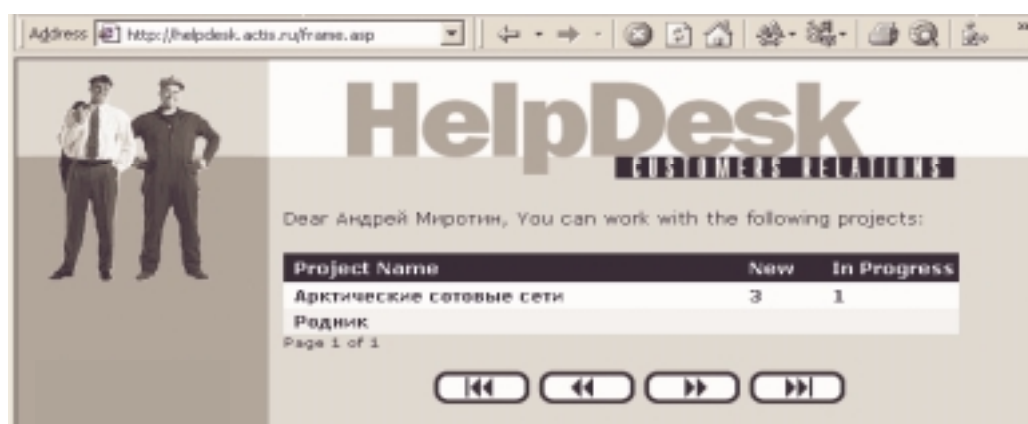 Address http://helpdesk.actis.ru/frame.asp
HelpDesk
CUSTOMERS RELATIONS
Dear Андрей Миротин, You can work with the following projects:
Project Name New In Progress
Арктические сотовые сети 3 1
Родник
Page 1 of 1